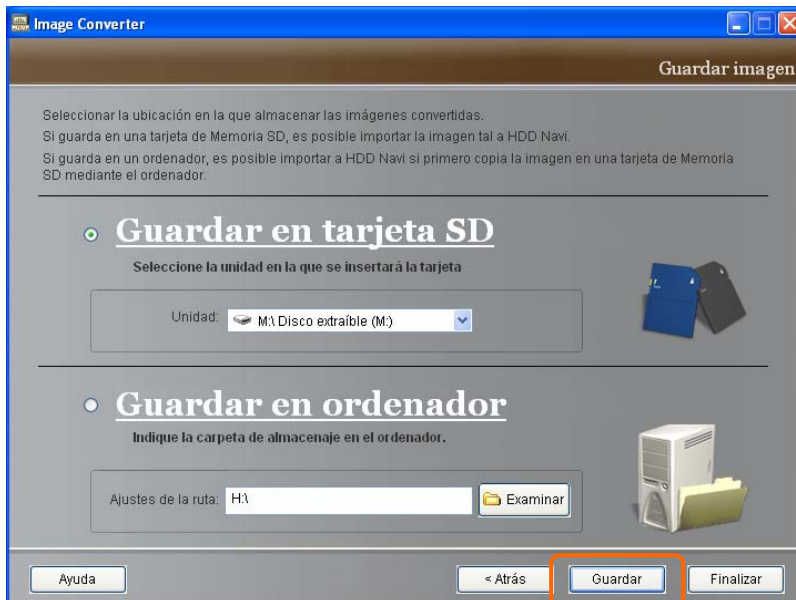 Image Converter
Guardar imagen
Seleccionar la ubicación en la que almacenar las imágenes convertidas.
Si guarda en una tarjeta de Memoria SD, es posible importar la imagen tal a HDD Navi.
Si guarda en un ordenador, es posible importar a HDD Navi si primero copia la imagen en una tarjeta de Memoria
SD mediante el ordenador.
Guardar en tarjeta SD
Seleccione la unidad en la que se insertará la tarjeta
Unidad: M:\ Disco extraíble (M:)
Guardar en ordenador
Indique la carpeta de almacenaje en el ordenador.
Ajustes de la ruta: H:\ Examinar
Ayuda < Atrás Guardar Finalizar